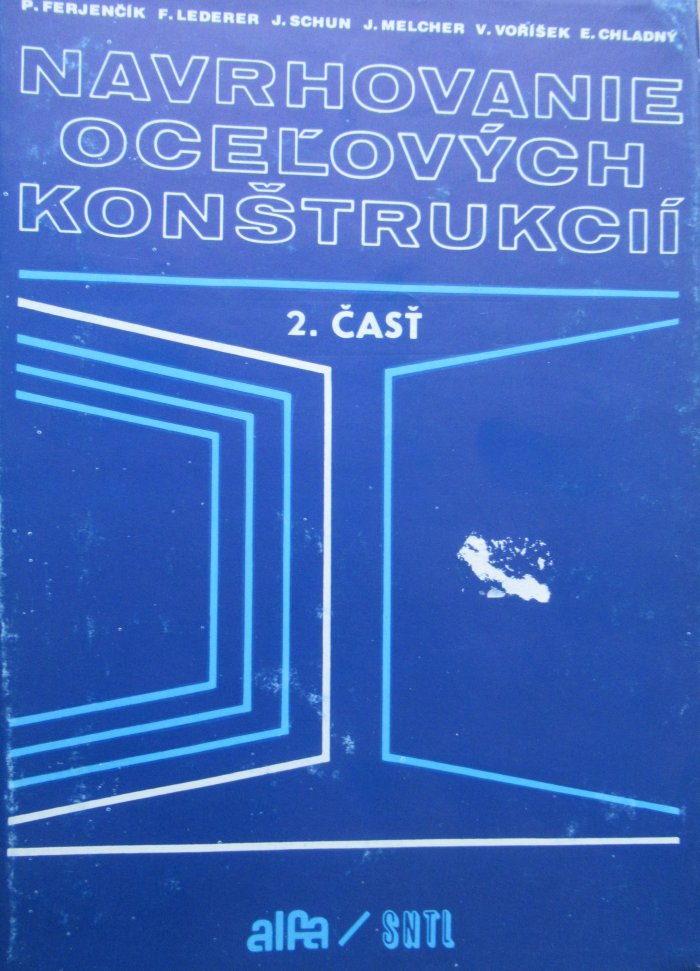 P. FERJENČÍK F. LEDERER J. SCHUN J. MELCHER V. VOŘÍŠEK E. CHLADNÝ
NAVRHOVANIE
OCEĽOVÝCH
KONŠTRUKCIÍ
2. ČASŤ
alfa / SNTL